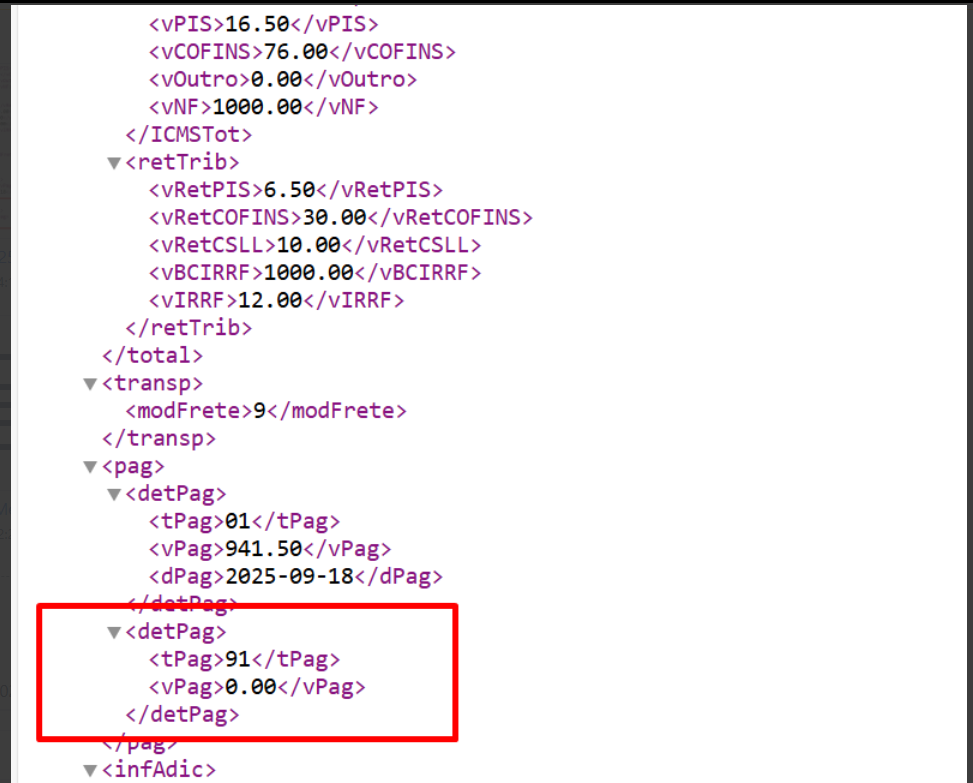 <vPIS>16.50</vPIS>
<vCOFINS>76.00</vCOFINS>
<vOutro>0.00</vOutro>
<vNF>1000.00</vNF>
</ICMSTot>
▼<retTrib>
<vRetPIS>6.50</vRetPIS>
<vRetCOFINS>30.00</vRetCOFINS>
<vRetCSLL>10.00</vRetCSLL>
<vBCIRRF>1000.00</vBCIRRF>
<vIRRF>12.00</vIRRF>
</retTrib>
</total>
▼<transp>
<modFrete>9</modFrete>
</transp>
▼<pag>
▼<detPag>
<tPag>01</tPag>
<vPag>941.50</vPag>
<dPag>2025-09-18</dPag>
</detPag>
▼<detPag>
<tPag>91</tPag>
<vPag>0.00</vPag>
</detPag>
</pag>
▼<infAdic>